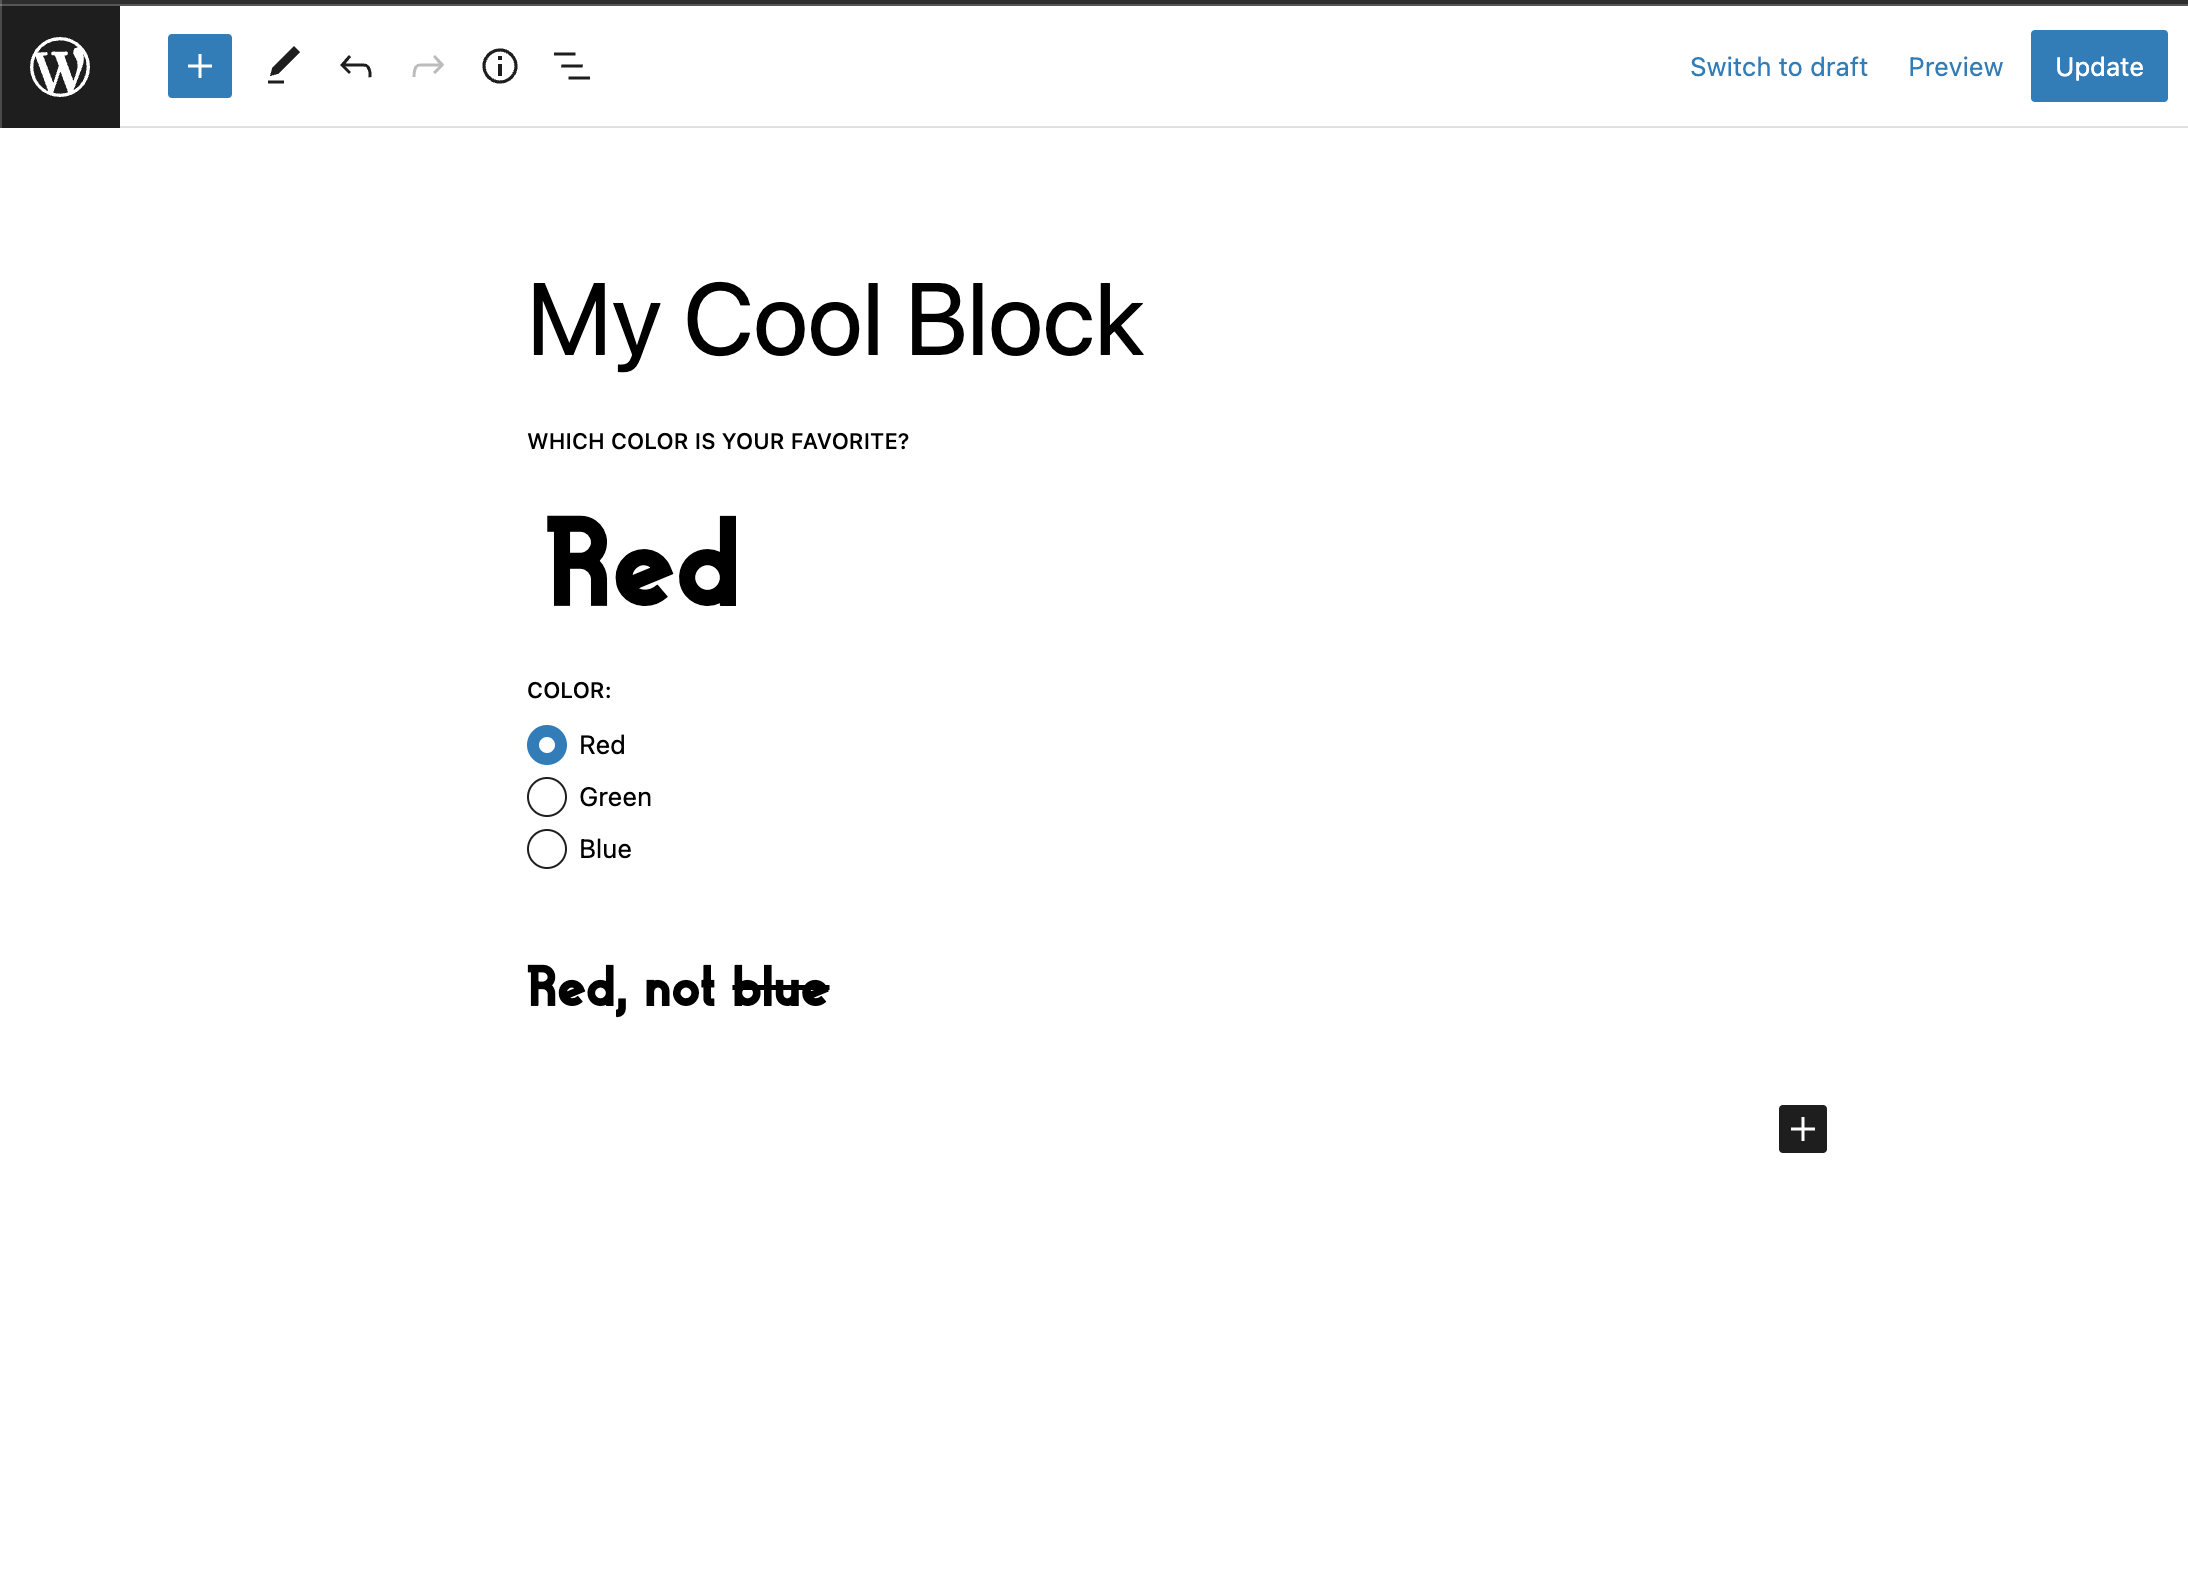 Switch to draft Preview Update
My Cool Block
WHICH COLOR IS YOUR FAVORITE?
Red
COLOR:
Red
Green
Blue
Red, not blue